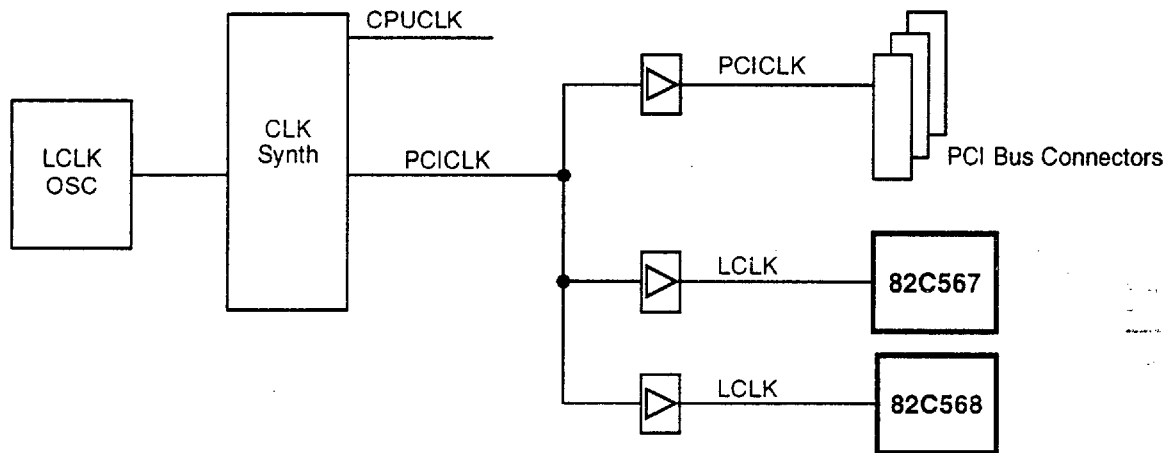 CPUCLK
LCLK
OSC
CLK
Synth
PCICLK
PCICLK
PCI Bus Connectors
LCLK
82C567
LCLK
82C568